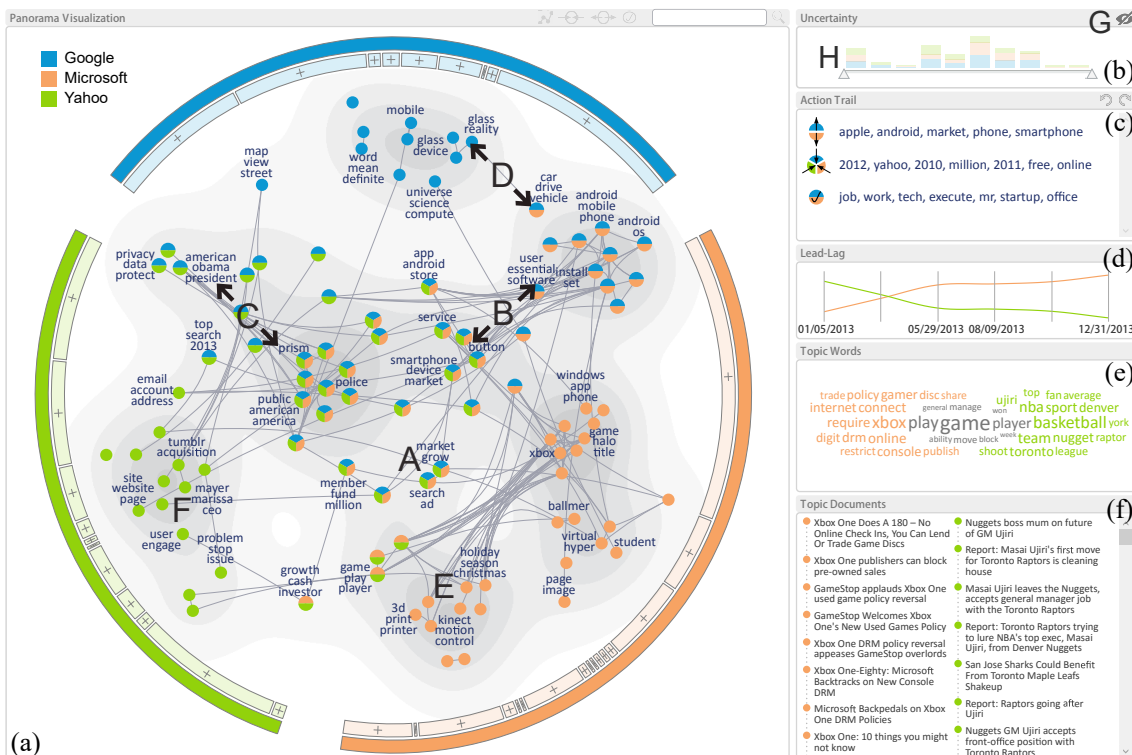 Panorama Visualization
Google
Microsoft
Yahoo
mobile
glass
reality
glass
device
word
mean
definite
universe
science
compute
D
car
drive
vehicle
map
view
street
android
mobile
phone
android
os
privacy
data
protect
american
obama
president
app
android
store
user
essential
software
install
set
C
B
top
search
2013
prism
service
button
police
smartphone
device
market
email
account
address
public
american
america
windows
app
phone
tumblr
acquisition
A
market
grow
game
halo
title
xbox
site
website
page
mayer
marissa
ceo
member
fund
million
search
ad
F
user
engage
problem
stop
issue
ballmer
virtual
hyper
student
growth
cash
investor
game
play
player
holiday
season
christmas
E
page
image
3d
print
printer
kinect
motion
control
(a)
Uncertainty
G
H
(b)
Action Trail
(c)
apple, android, market, phone, smartphone
2012, yahoo, 2010, million, 2011, free, online
job, work, tech, execute, mr, startup, office
Lead-Lag
(d)
01/05/2013 05/29/2013 08/09/2013 12/31/2013
Topic Words
(e)
trade policy gamer disc share ujiri top fan average
internet connect general manage won nba sport denver
require xbox play game player basketball york
digit drm online ability move block week team nugget raptor
restrict console publish shoot toronto league
Topic Documents
(f)
Xbox One Does A 180 – No
Online Check Ins, You Can Lend
Or Trade Game Discs
Xbox One publishers can block
pre-owned sales
GameStop applauds Xbox One
used game policy reversal
GameStop Welcomes Xbox
One's New Used Games Policy
Xbox One DRM policy reversal
appeases GameStop overlords
Xbox One-Eighty: Microsoft
Backtracks on New Console
DRM
Microsoft Backpedals on Xbox
One DRM Policies
Xbox One: 10 things you might
not know
Nuggets boss mum on future
of GM Ujiri
Report: Masai Ujiri's first move
for Toronto Raptors is cleaning
house
Masai Ujiri leaves the Nuggets,
accepts general manager job
with the Toronto Raptors
Report: Toronto Raptors trying
to lure NBA's top exec, Masai
Ujiri, from Denver Nuggets
San Jose Sharks Could Benefit
From Toronto Maple Leafs
Shakeup
Report: Raptors going after
Ujiri
Nuggets GM Ujiri accepts
front-office position with
Toronto Raptors